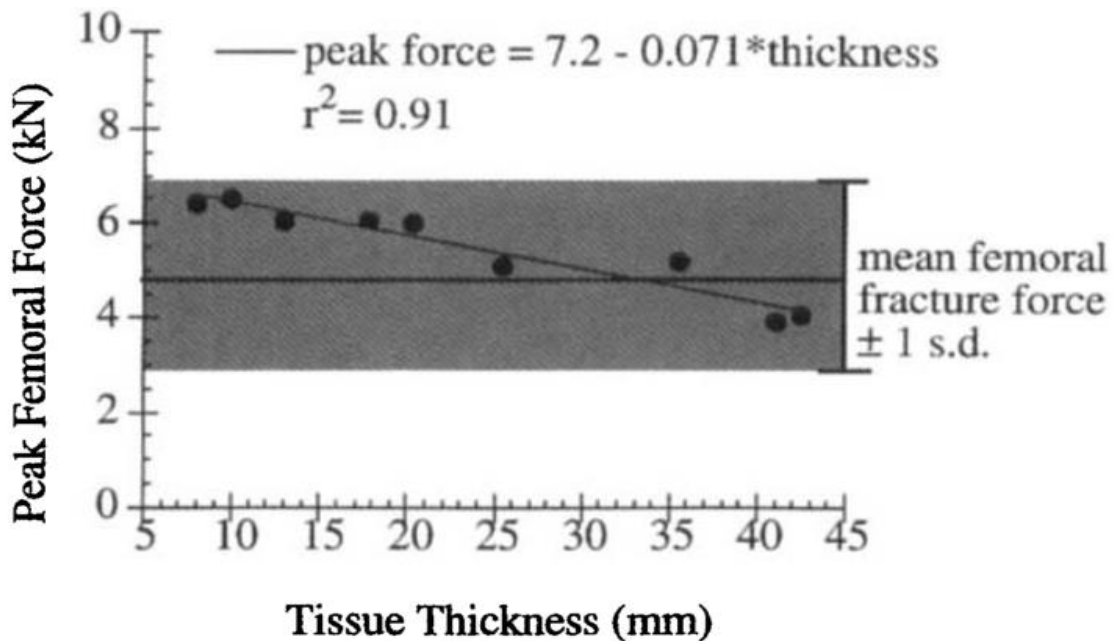 10
8
6
4
2
0
Peak Femoral Force (kN)
peak force = 7.2 - 0.071*thickness
r²= 0.91
mean femoral
fracture force
± 1 s.d.
5 10 15 20 25 30 35 40 45
Tissue Thickness (mm)